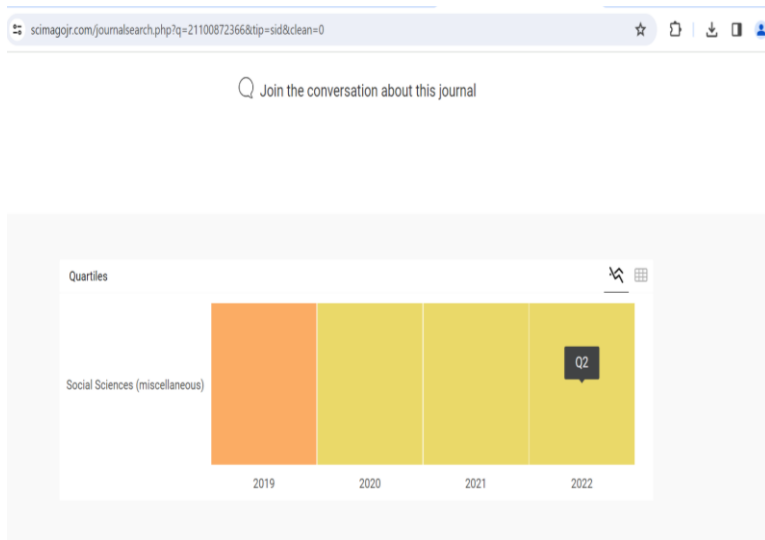 scimagojr.com/journalsearch.php?q=21100872366&tip=sid&clean=0
Join the conversation about this journal
Quartiles
Social Sciences (miscellaneous)
Q2
2019 2020 2021 2022